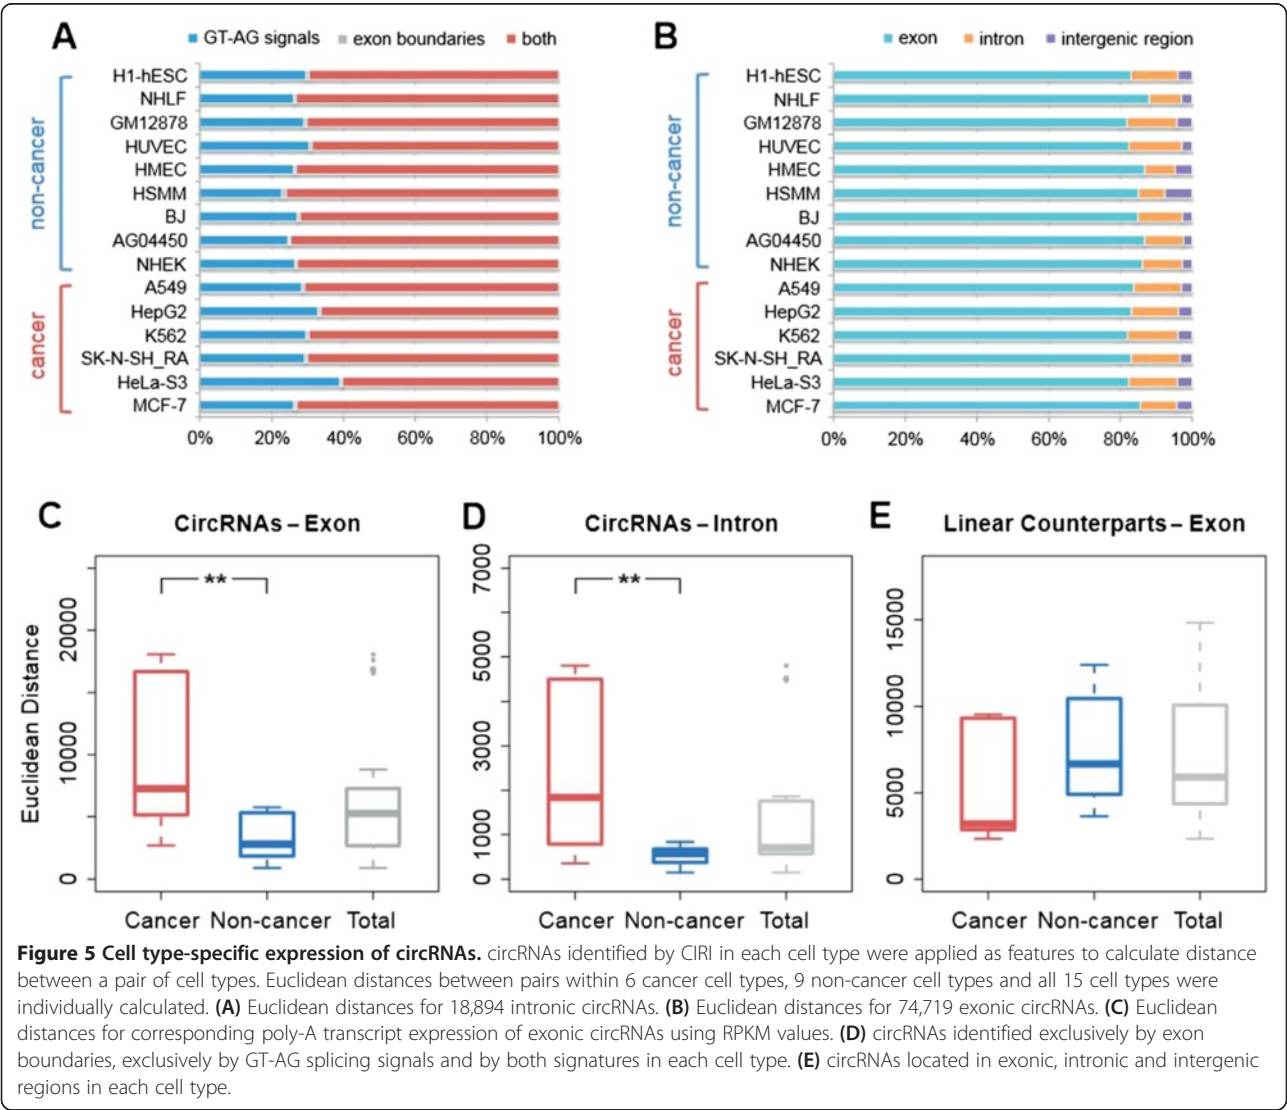 A
GT-AG signals exon boundaries both
non-cancer
cancer
H1-hESC
NHLF
GM12878
HUVEC
HMEC
HSMM
BJ
AG04450
NHEK
A549
HepG2
K562
SK-N-SH_RA
HeLa-S3
MCF-7
0% 20% 40% 60% 80% 100%
B
exon intron intergenic region
non-cancer
cancer
H1-hESC
NHLF
GM12878
HUVEC
HMEC
HSMM
BJ
AG04450
NHEK
A549
HepG2
K562
SK-N-SH_RA
HeLa-S3
MCF-7
0% 20% 40% 60% 80% 100%
C
CircRNAs – Exon
**
Euclidean Distance
20000
10000
0
Cancer Non-cancer Total
D
CircRNAs – Intron
**
7000
5000
3000
1000
0
Cancer Non-cancer Total
E
Linear Counterparts – Exon
15000
10000
5000
0
Cancer Non-cancer Total
Figure 5 Cell type-specific expression of circRNAs. circRNAs identified by CIRI in each cell type were applied as features to calculate distance
between a pair of cell types. Euclidean distances between pairs within 6 cancer cell types, 9 non-cancer cell types and all 15 cell types were
individually calculated. (A) Euclidean distances for 18,894 intronic circRNAs. (B) Euclidean distances for 74,719 exonic circRNAs. (C) Euclidean
distances for corresponding poly-A transcript expression of exonic circRNAs using RPKM values. (D) circRNAs identified exclusively by exon
boundaries, exclusively by GT-AG splicing signals and by both signatures in each cell type. (E) circRNAs located in exonic, intronic and intergenic
regions in each cell type.